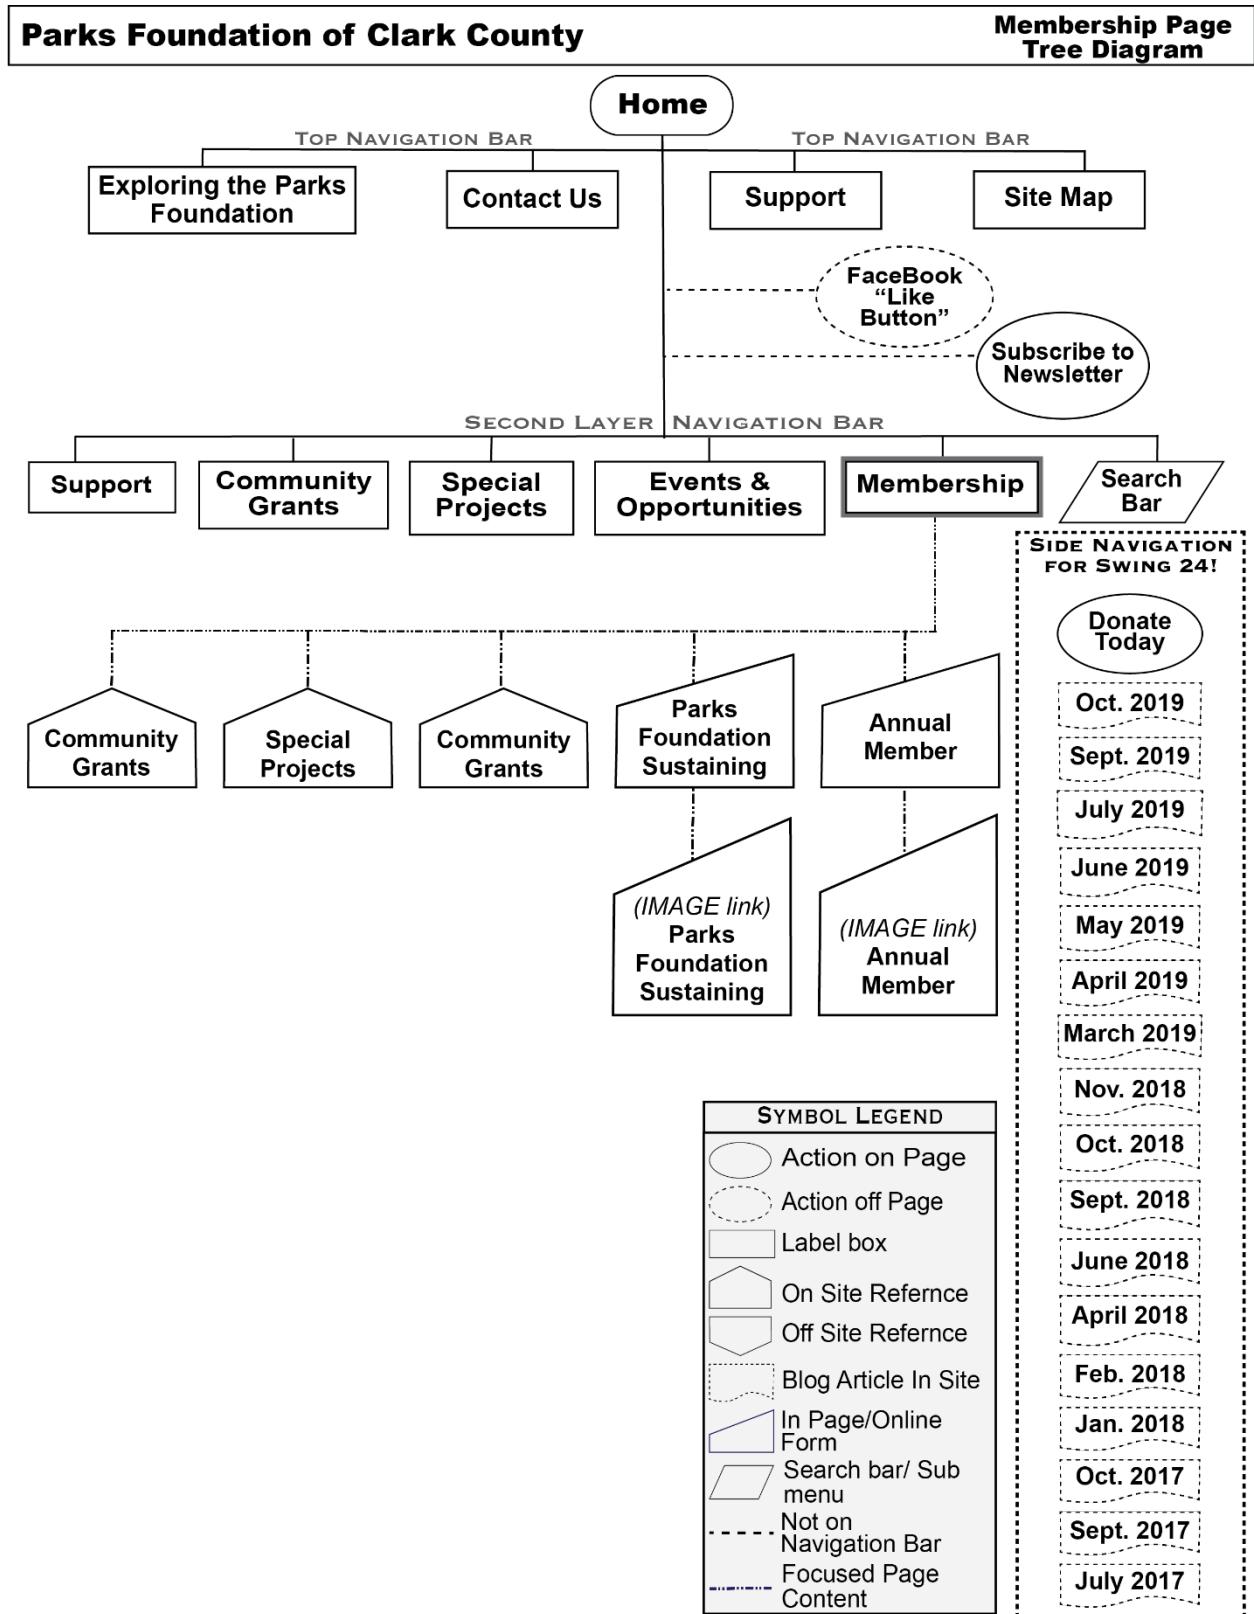 Parks Foundation of Clark County
Membership Page
Tree Diagram
Home
TOP NAVIGATION BAR
TOP NAVIGATION BAR
Exploring the Parks
Foundation
Contact Us
Support
Site Map
FaceBook
“Like
Button”
Subscribe to
Newsletter
SECOND LAYER NAVIGATION BAR
Support
Community
Grants
Special
Projects
Events &
Opportunities
Membership
Search
Bar
SIDE NAVIGATION
FOR SWING 24!
Donate
Today
Oct. 2019
Sept. 2019
July 2019
June 2019
May 2019
April 2019
March 2019
Nov. 2018
Oct. 2018
Sept. 2018
June 2018
April 2018
Feb. 2018
Jan. 2018
Oct. 2017
Sept. 2017
July 2017
Community
Grants
Special
Projects
Community
Grants
Parks
Foundation
Sustaining
Annual
Member
(IMAGE link)
Parks
Foundation
Sustaining
(IMAGE link)
Annual
Member
SYMBOL LEGEND
Action on Page
Action off Page
Label box
On Site Refernce
Off Site Refernce
Blog Article In Site
In Page/Online
Form
Search bar/ Sub
menu
Not on
Navigation Bar
Focused Page
Content